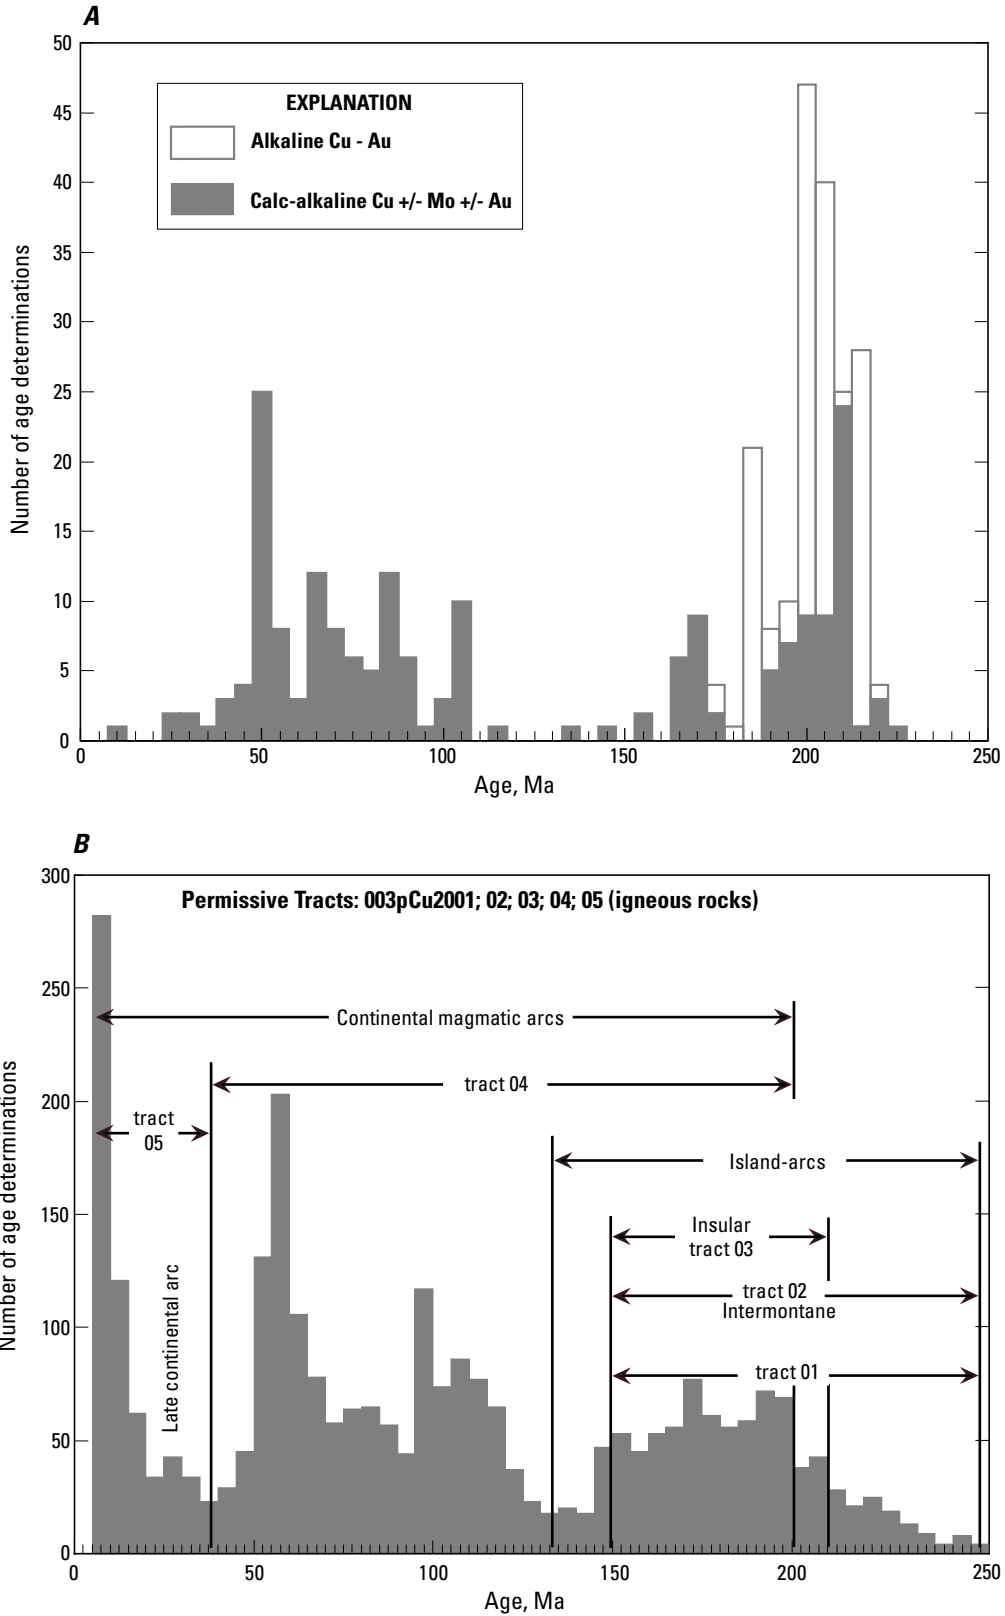 A
50
45
40
35
30
25
20
15
10
5
0
Number of age determinations
EXPLANATION
Alkaline Cu - Au
Calc-alkaline Cu +/- Mo +/- Au
0
50
100
150
200
250
Age, Ma
B
300
250
200
150
100
50
0
Number of age determinations
Permissive Tracts: 003pCu2001; 02; 03; 04; 05 (igneous rocks)
Continental magmatic arcs
tract 04
tract
05
Island-arcs
Insular
tract 03
tract 02
Intermontane
tract 01
Late continental arc
0
50
100
150
200
250
Age, Ma